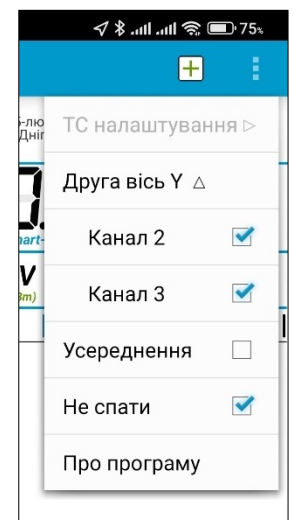 75%
ТС налаштування ▷
Друга вісь Y △
Канал 2
Канал 3
Усереднення
Не спати
Про програму